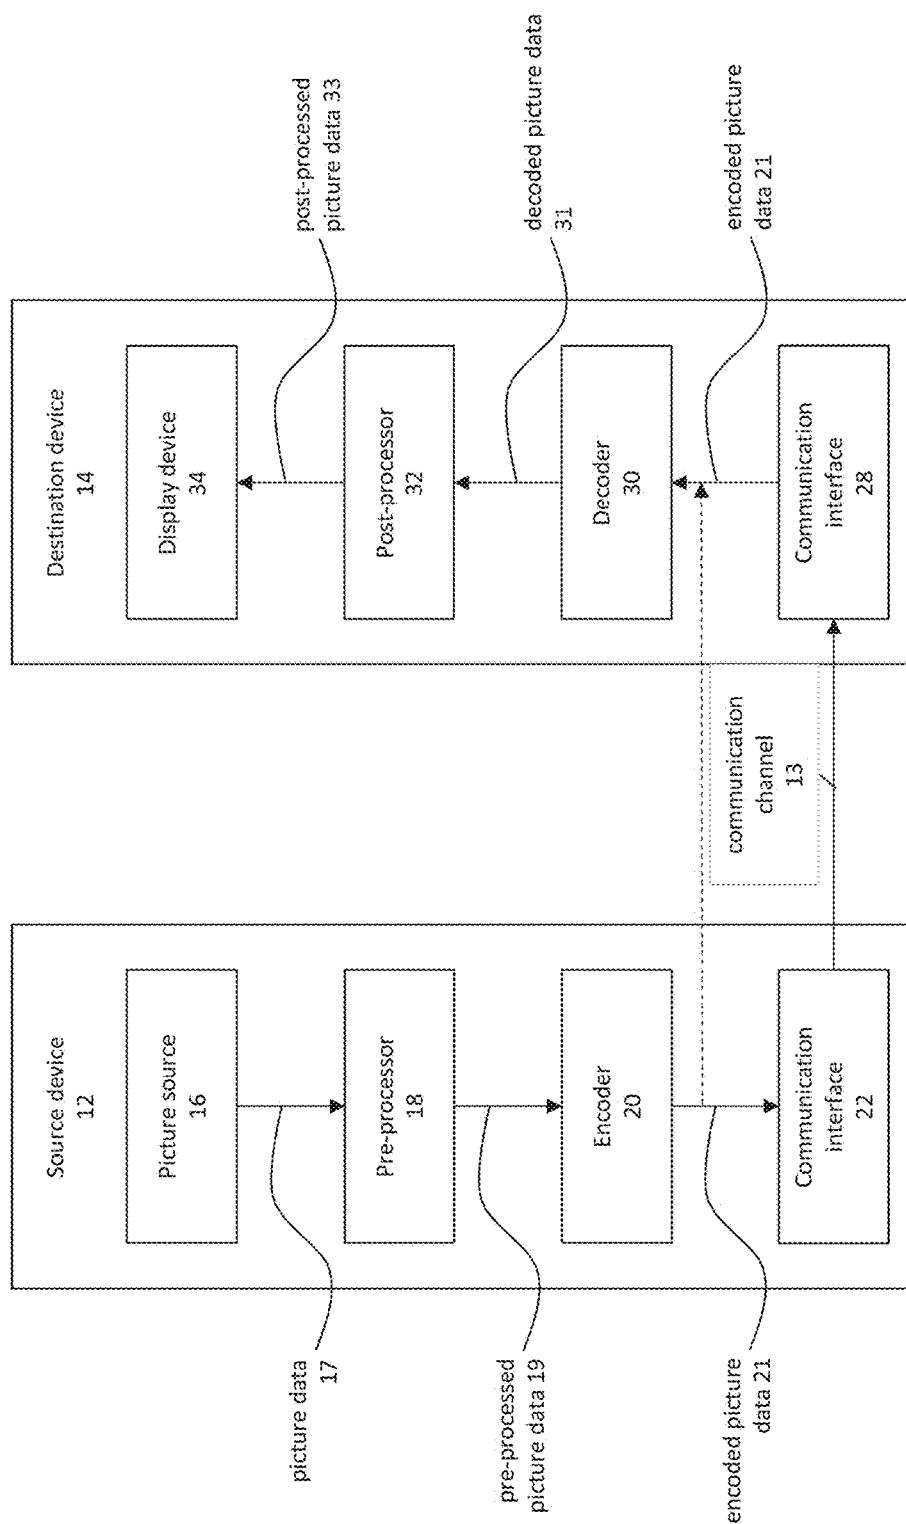 Source device
12
Picture source
16
picture data
17
Pre-processor
18
pre-processed
picture data 19
Encoder
20
encoded picture
data 21
Communication
interface
22
communication
channel
13
Destination device
14
Display device
34
post-processed
picture data 33
Post-processor
32
decoded picture data
31
Decoder
30
encoded picture
data 21
Communication
interface
28